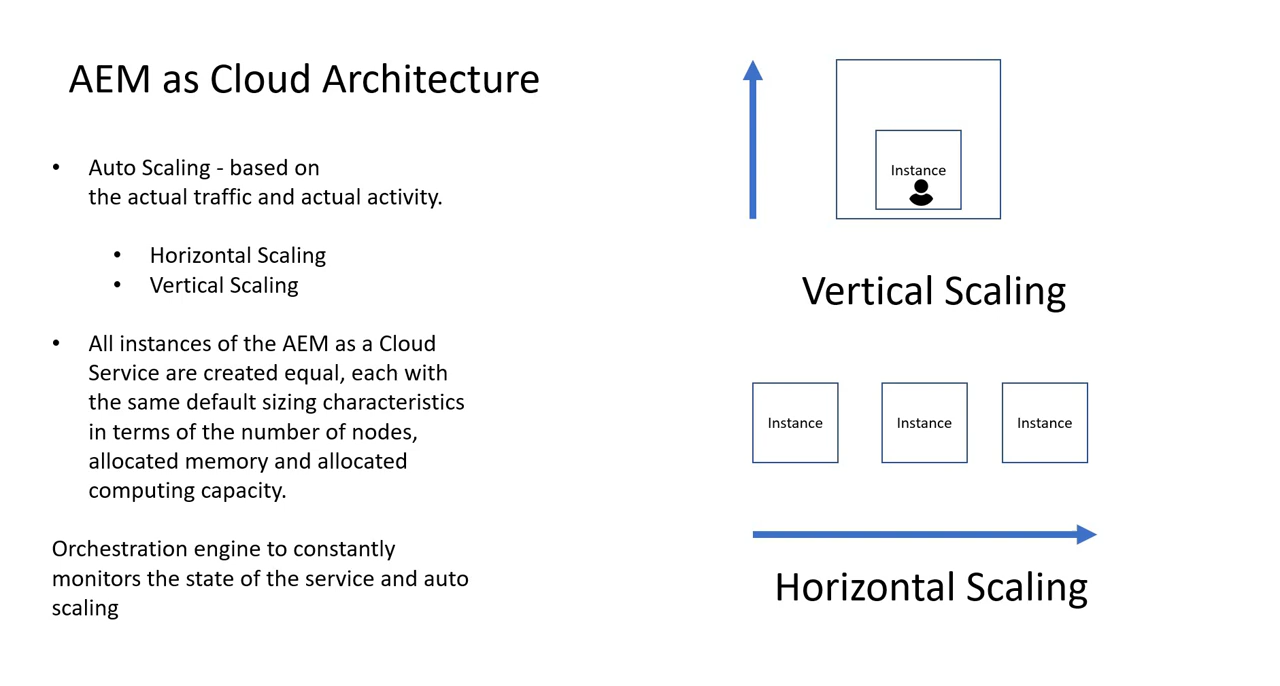 AEM as Cloud Architecture
• Auto Scaling - based on
the actual traffic and actual activity.
• Horizontal Scaling
• Vertical Scaling
• All instances of the AEM as a Cloud
Service are created equal, each with
the same default sizing characteristics
in terms of the number of nodes,
allocated memory and allocated
computing capacity.
Orchestration engine to constantly
monitors the state of the service and auto
scaling
Instance
Vertical Scaling
Instance Instance Instance
Horizontal Scaling